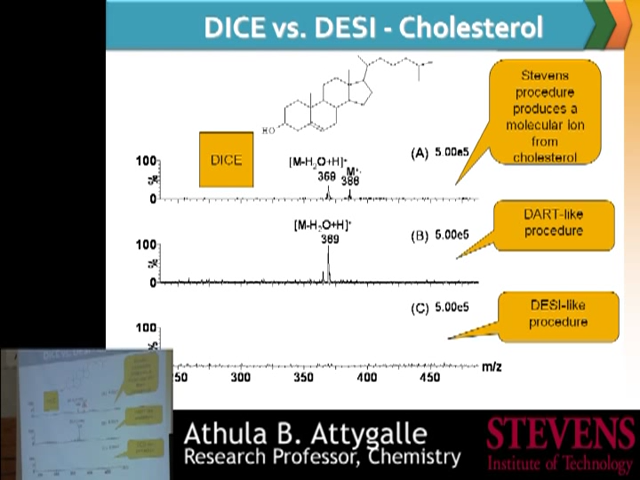 DICE vs. DESI - Cholesterol
HO
DICE
Stevens
procedure
produces a
molecular ion
from
cholesterol
(A) 5.00e5
[M-H2O+H]+
M+·
369
386
100
%
0
DART-like
procedure
(B) 5.00e5
[M-H2O+H]+
369
100
%
0
DESI-like
procedure
(C) 5.00e5
100
%
0
250 300 350 400 450 m/z
Athula B. Attygalle
Research Professor, Chemistry
STEVENS
Institute of Technology